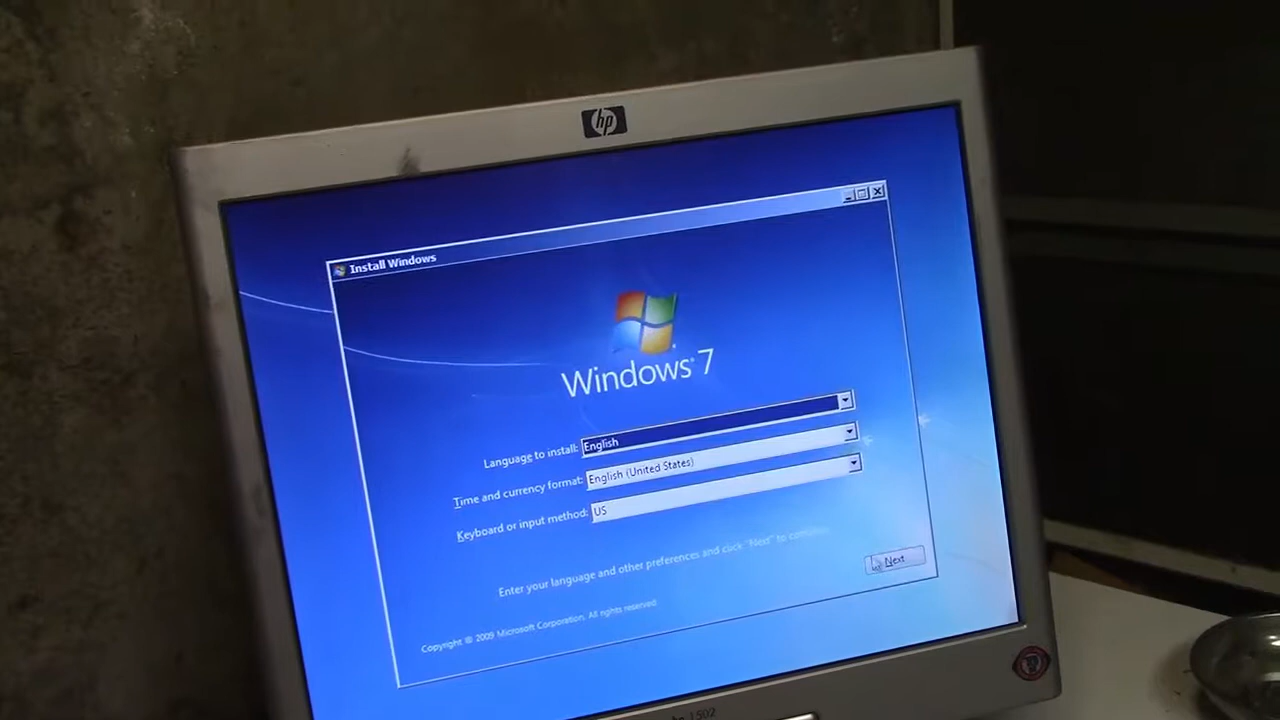 hp
Install Windows
Windows 7
Language to install: English
Time and currency format: English (United States)
Keyboard or input method: US
Enter your language and other preferences and click "Next" to continue.
Next
Copyright © 2009 Microsoft Corporation. All rights reserved.
1502